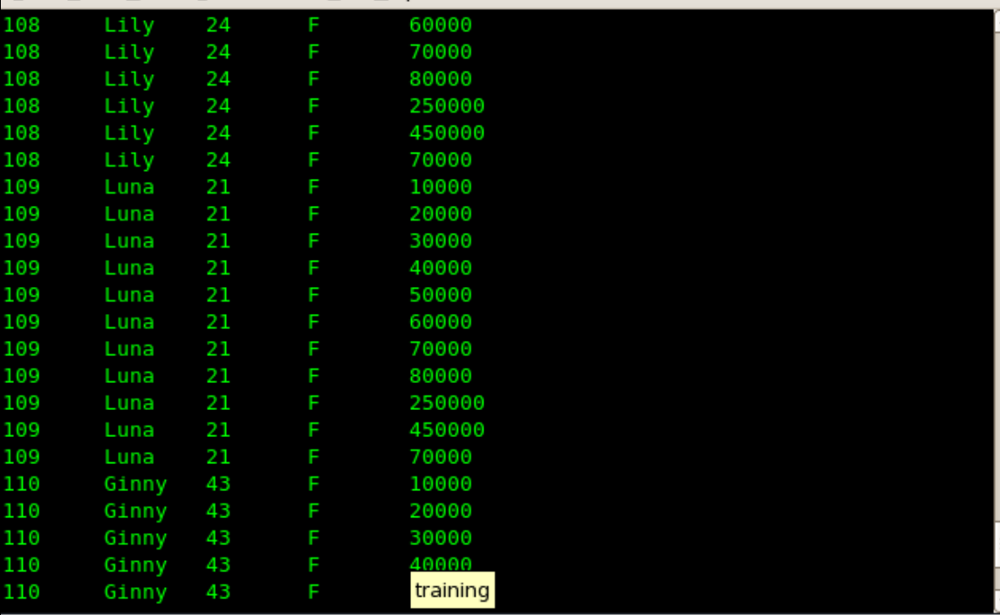 108 Lily 24 F 60000
108 Lily 24 F 70000
108 Lily 24 F 80000
108 Lily 24 F 250000
108 Lily 24 F 450000
108 Lily 24 F 70000
109 Luna 21 F 10000
109 Luna 21 F 20000
109 Luna 21 F 30000
109 Luna 21 F 40000
109 Luna 21 F 50000
109 Luna 21 F 60000
109 Luna 21 F 70000
109 Luna 21 F 80000
109 Luna 21 F 250000
109 Luna 21 F 450000
109 Luna 21 F 70000
110 Ginny 43 F 10000
110 Ginny 43 F 20000
110 Ginny 43 F 30000
110 Ginny 43 F 40000
110 Ginny 43 F
training